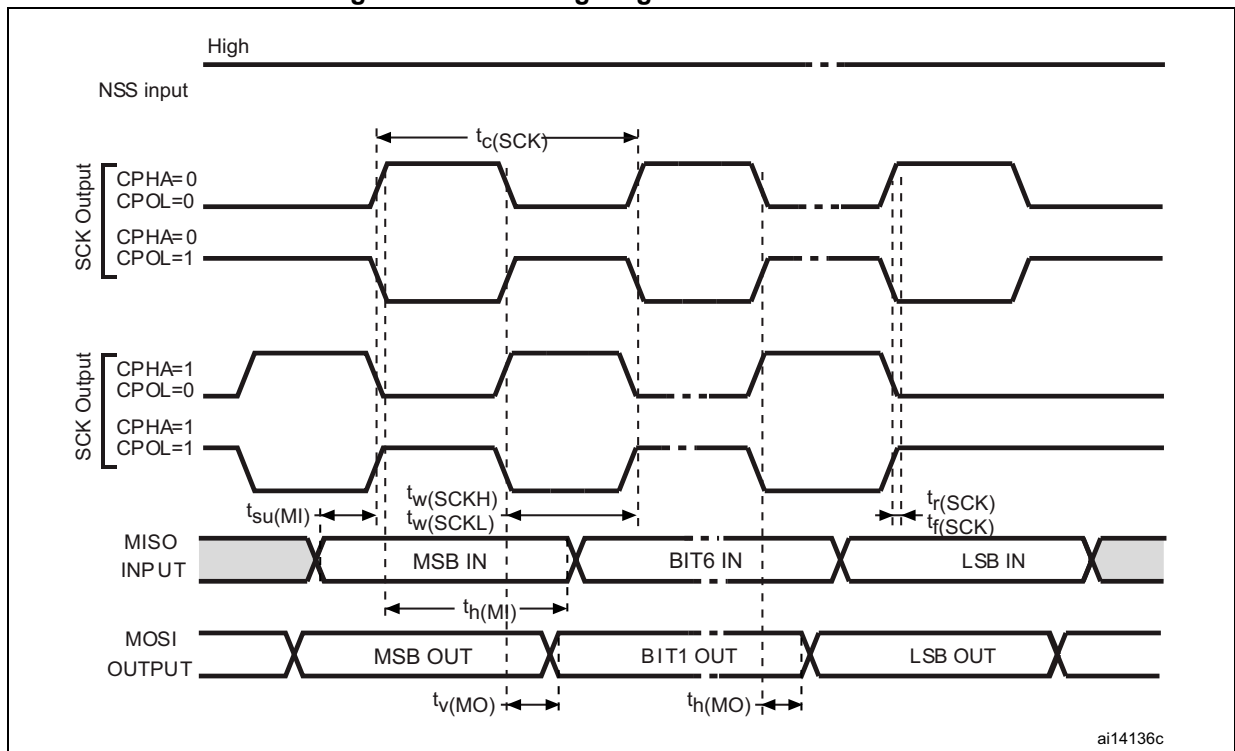 High
NSS input
tc(SCK)
SCK Output
CPHA=0
CPOL=0
CPHA=0
CPOL=1
SCK Output
CPHA=1
CPOL=0
CPHA=1
CPOL=1
tsu(MI)
tw(SCKH)
tw(SCKL)
tr(SCK)
tf(SCK)
MISO
INPUT
MSB IN
BIT6 IN
LSB IN
th(MI)
MOSI
OUTPUT
MSB OUT
BIT1 OUT
LSB OUT
tv(MO)
th(MO)
ai14136c